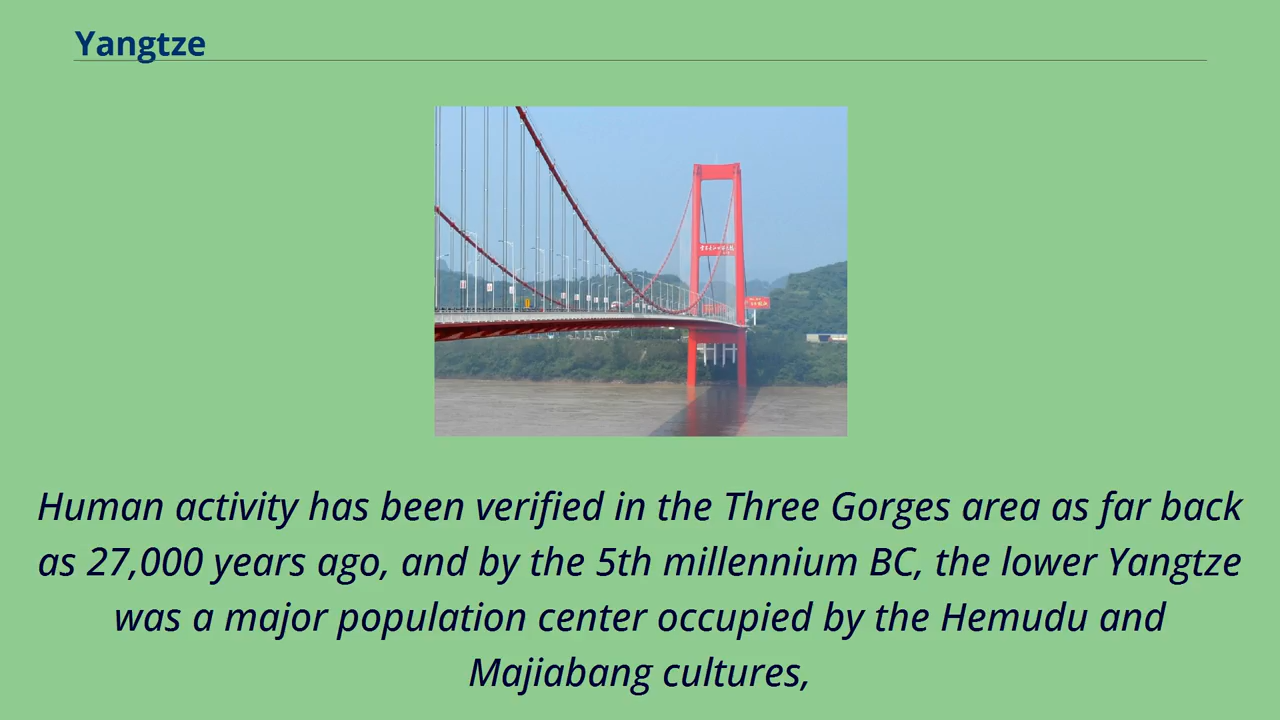 Yangtze
Human activity has been verified in the Three Gorges area as far back
as 27,000 years ago, and by the 5th millennium BC, the lower Yangtze
was a major population center occupied by the Hemudu and
Majiabang cultures,